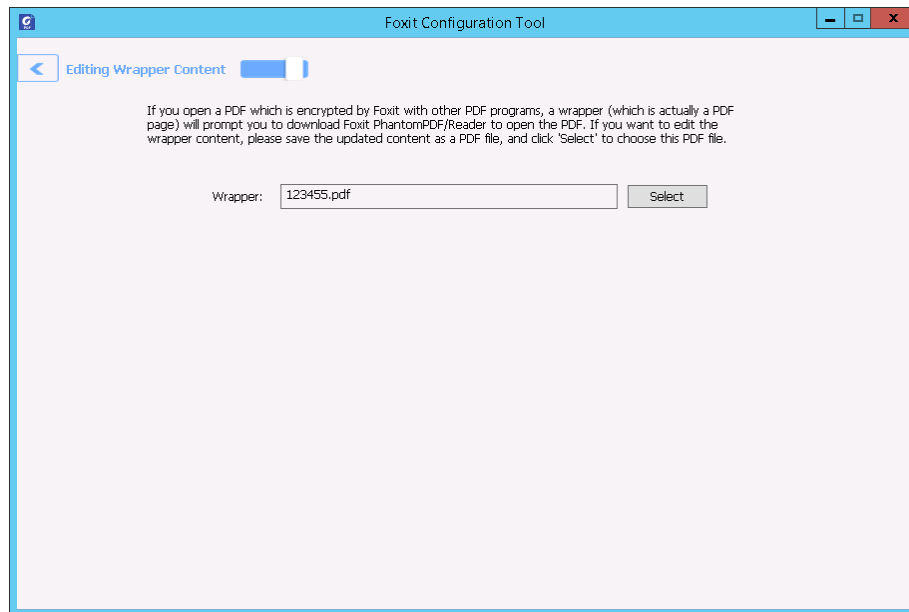 Foxit Configuration Tool
Editing Wrapper Content
If you open a PDF which is encrypted by Foxit with other PDF programs, a wrapper (which is actually a PDF
page) will prompt you to download Foxit PhantomPDF/Reader to open the PDF. If you want to edit the
wrapper content, please save the updated content as a PDF file, and click 'Select' to choose this PDF file.
Wrapper: 123455.pdf Select